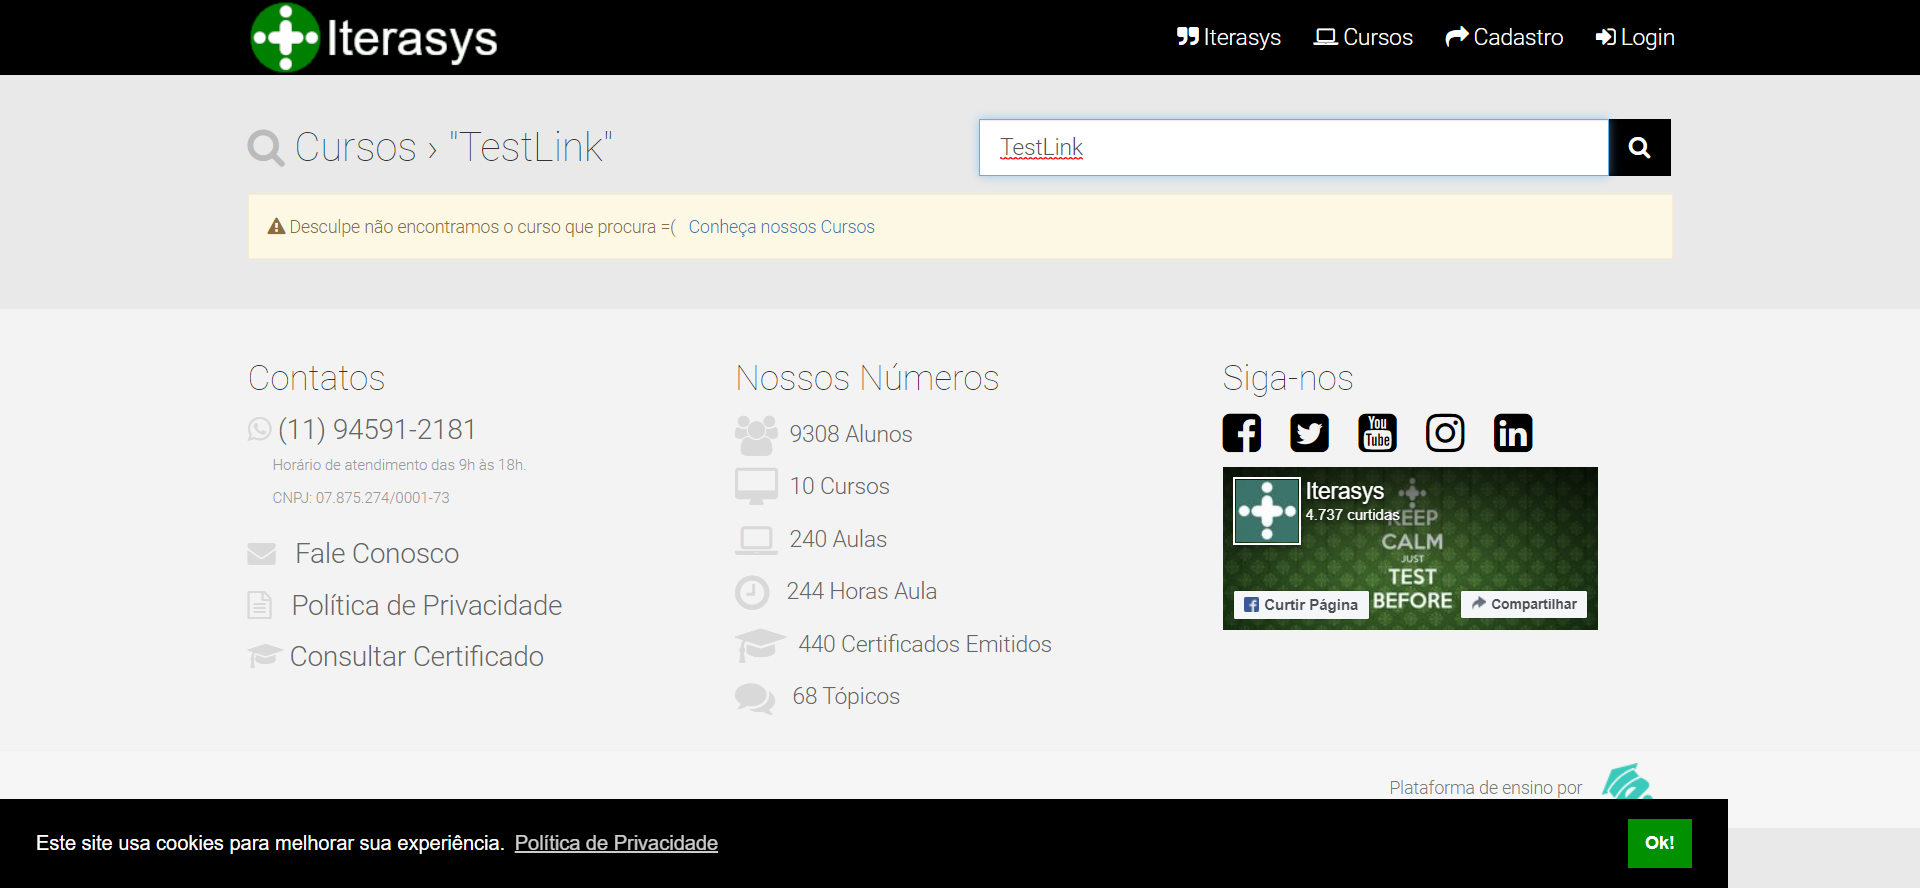 Iterasys
Iterasys Cursos Cadastro Login
Cursos › "TestLink"
TestLink
Desculpe não encontramos o curso que procura =( Conheça nossos Cursos
Contatos
(11) 94591-2181
Horário de atendimento das 9h às 18h.
CNPJ: 07.875.274/0001-73
Fale Conosco
Política de Privacidade
Consultar Certificado
Nossos Números
9308 Alunos
10 Cursos
240 Aulas
244 Horas Aula
440 Certificados Emitidos
68 Tópicos
Siga-nos
You
Tube
Iterasys
4.737 curtidas
KEEP
CALM
JUST
TEST
BEFORE
Curtir Página
Compartilhar
Plataforma de ensino por
Este site usa cookies para melhorar sua experiência. Política de Privacidade
Ok!